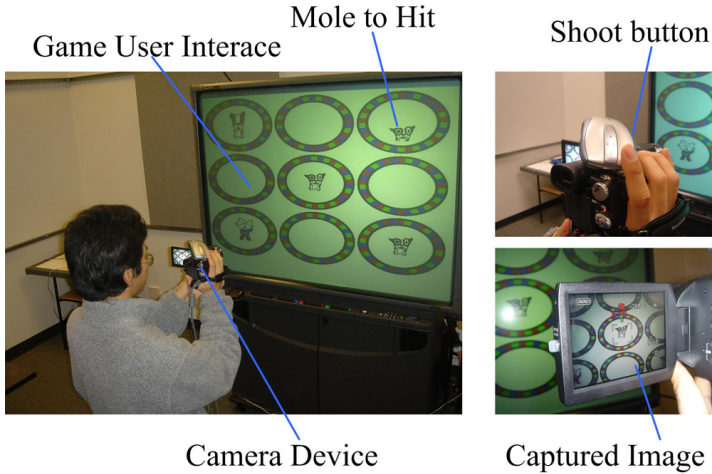 Mole to Hit
Game User Interace
Shoot button
Camera Device
Captured Image